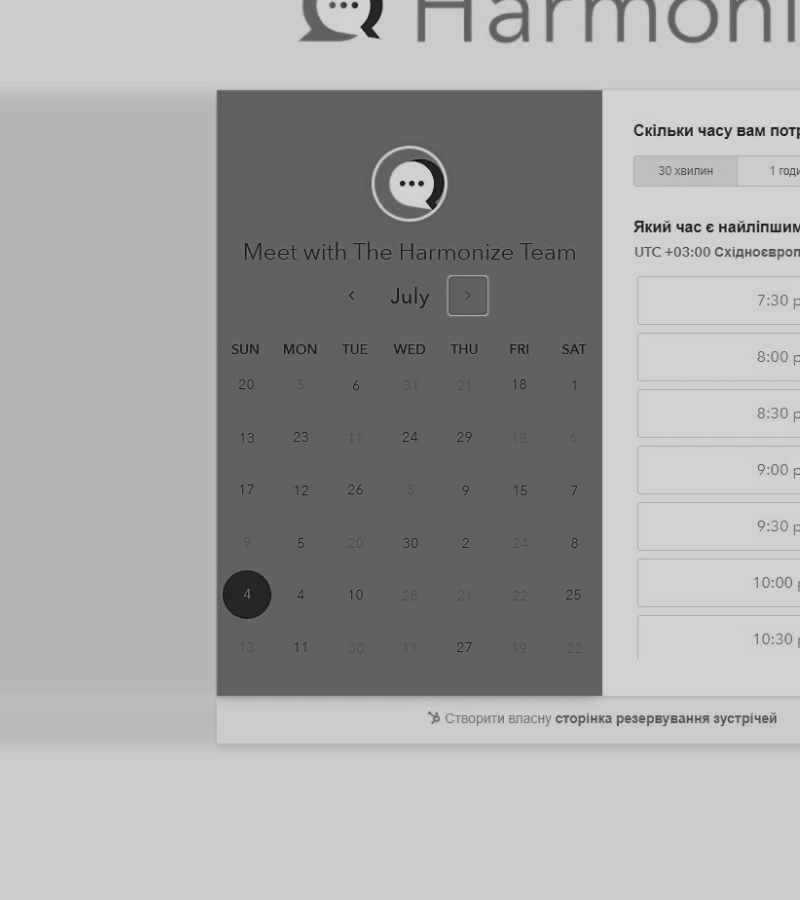 Harmoni
Meet with The Harmonize Team
July
SUN MON TUE WED THU FRI SAT
20 5 6 31 21 18 1
13 23 11 24 29 18 6
17 12 26 8 9 15 7
9 5 20 30 2 24 8
4 4 10 28 21 22 25
13 11 30 11 27 19 22
Скільки часу вам потр
30 хвилин 1 годи
Який час є найліпшим
UTC +03:00 Східноєвроп
7:30 p
8:00 p
8:30 p
9:00 p
9:30 p
10:00 p
10:30 p
Створити власну сторінка резервування зустрічей